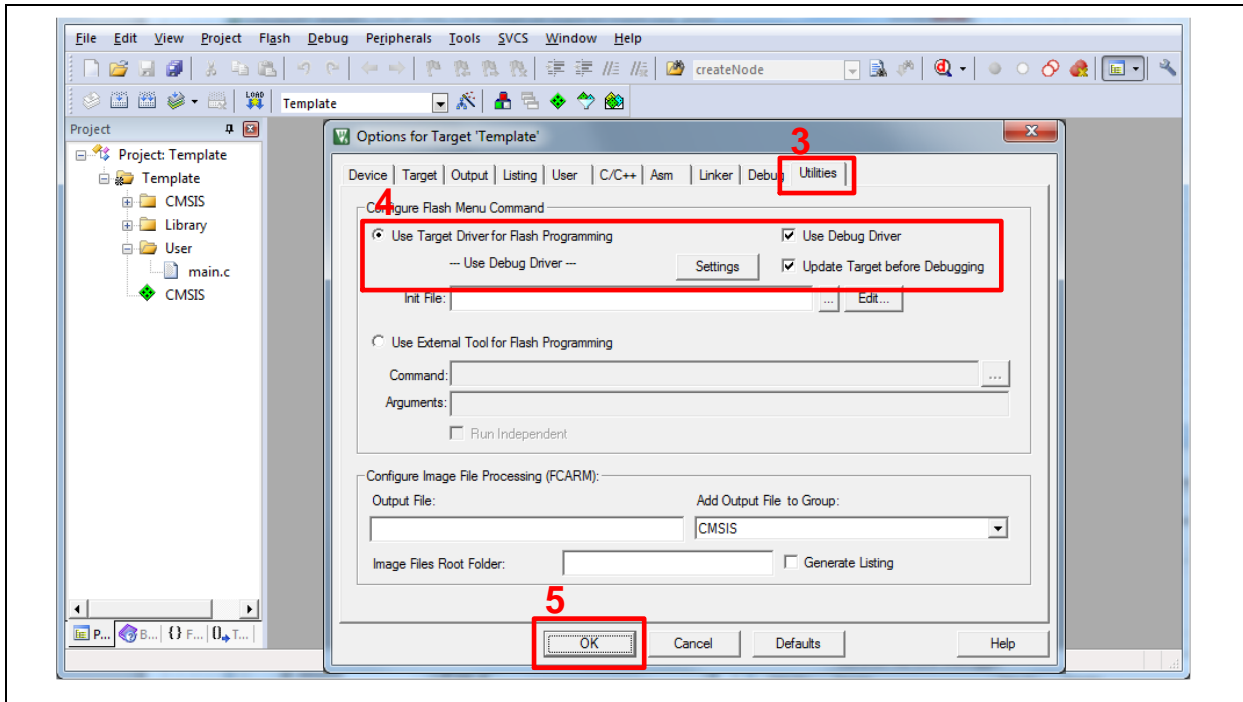 File Edit View Project Flash Debug Peripherals Tools SVCS Window Help
createNode
LOAD Template
Project
Project: Template
Template
CMSIS
Library
User
main.c
CMSIS
P... B... {} F... 0→ T...
Options for Target 'Template'
3
Device Target Output Listing User C/C++ Asm Linker Debug Utilities
4
Configure Flash Menu Command
Use Target Driver for Flash Programming Use Debug Driver
--- Use Debug Driver --- Settings Update Target before Debugging
Init File: ... Edit...
Use External Tool for Flash Programming
Command: ...
Arguments:
Run Independent
Configure Image File Processing (FCARM):
Output File: Add Output File to Group:
CMSIS
Image Files Root Folder: Generate Listing
5
OK Cancel Defaults Help